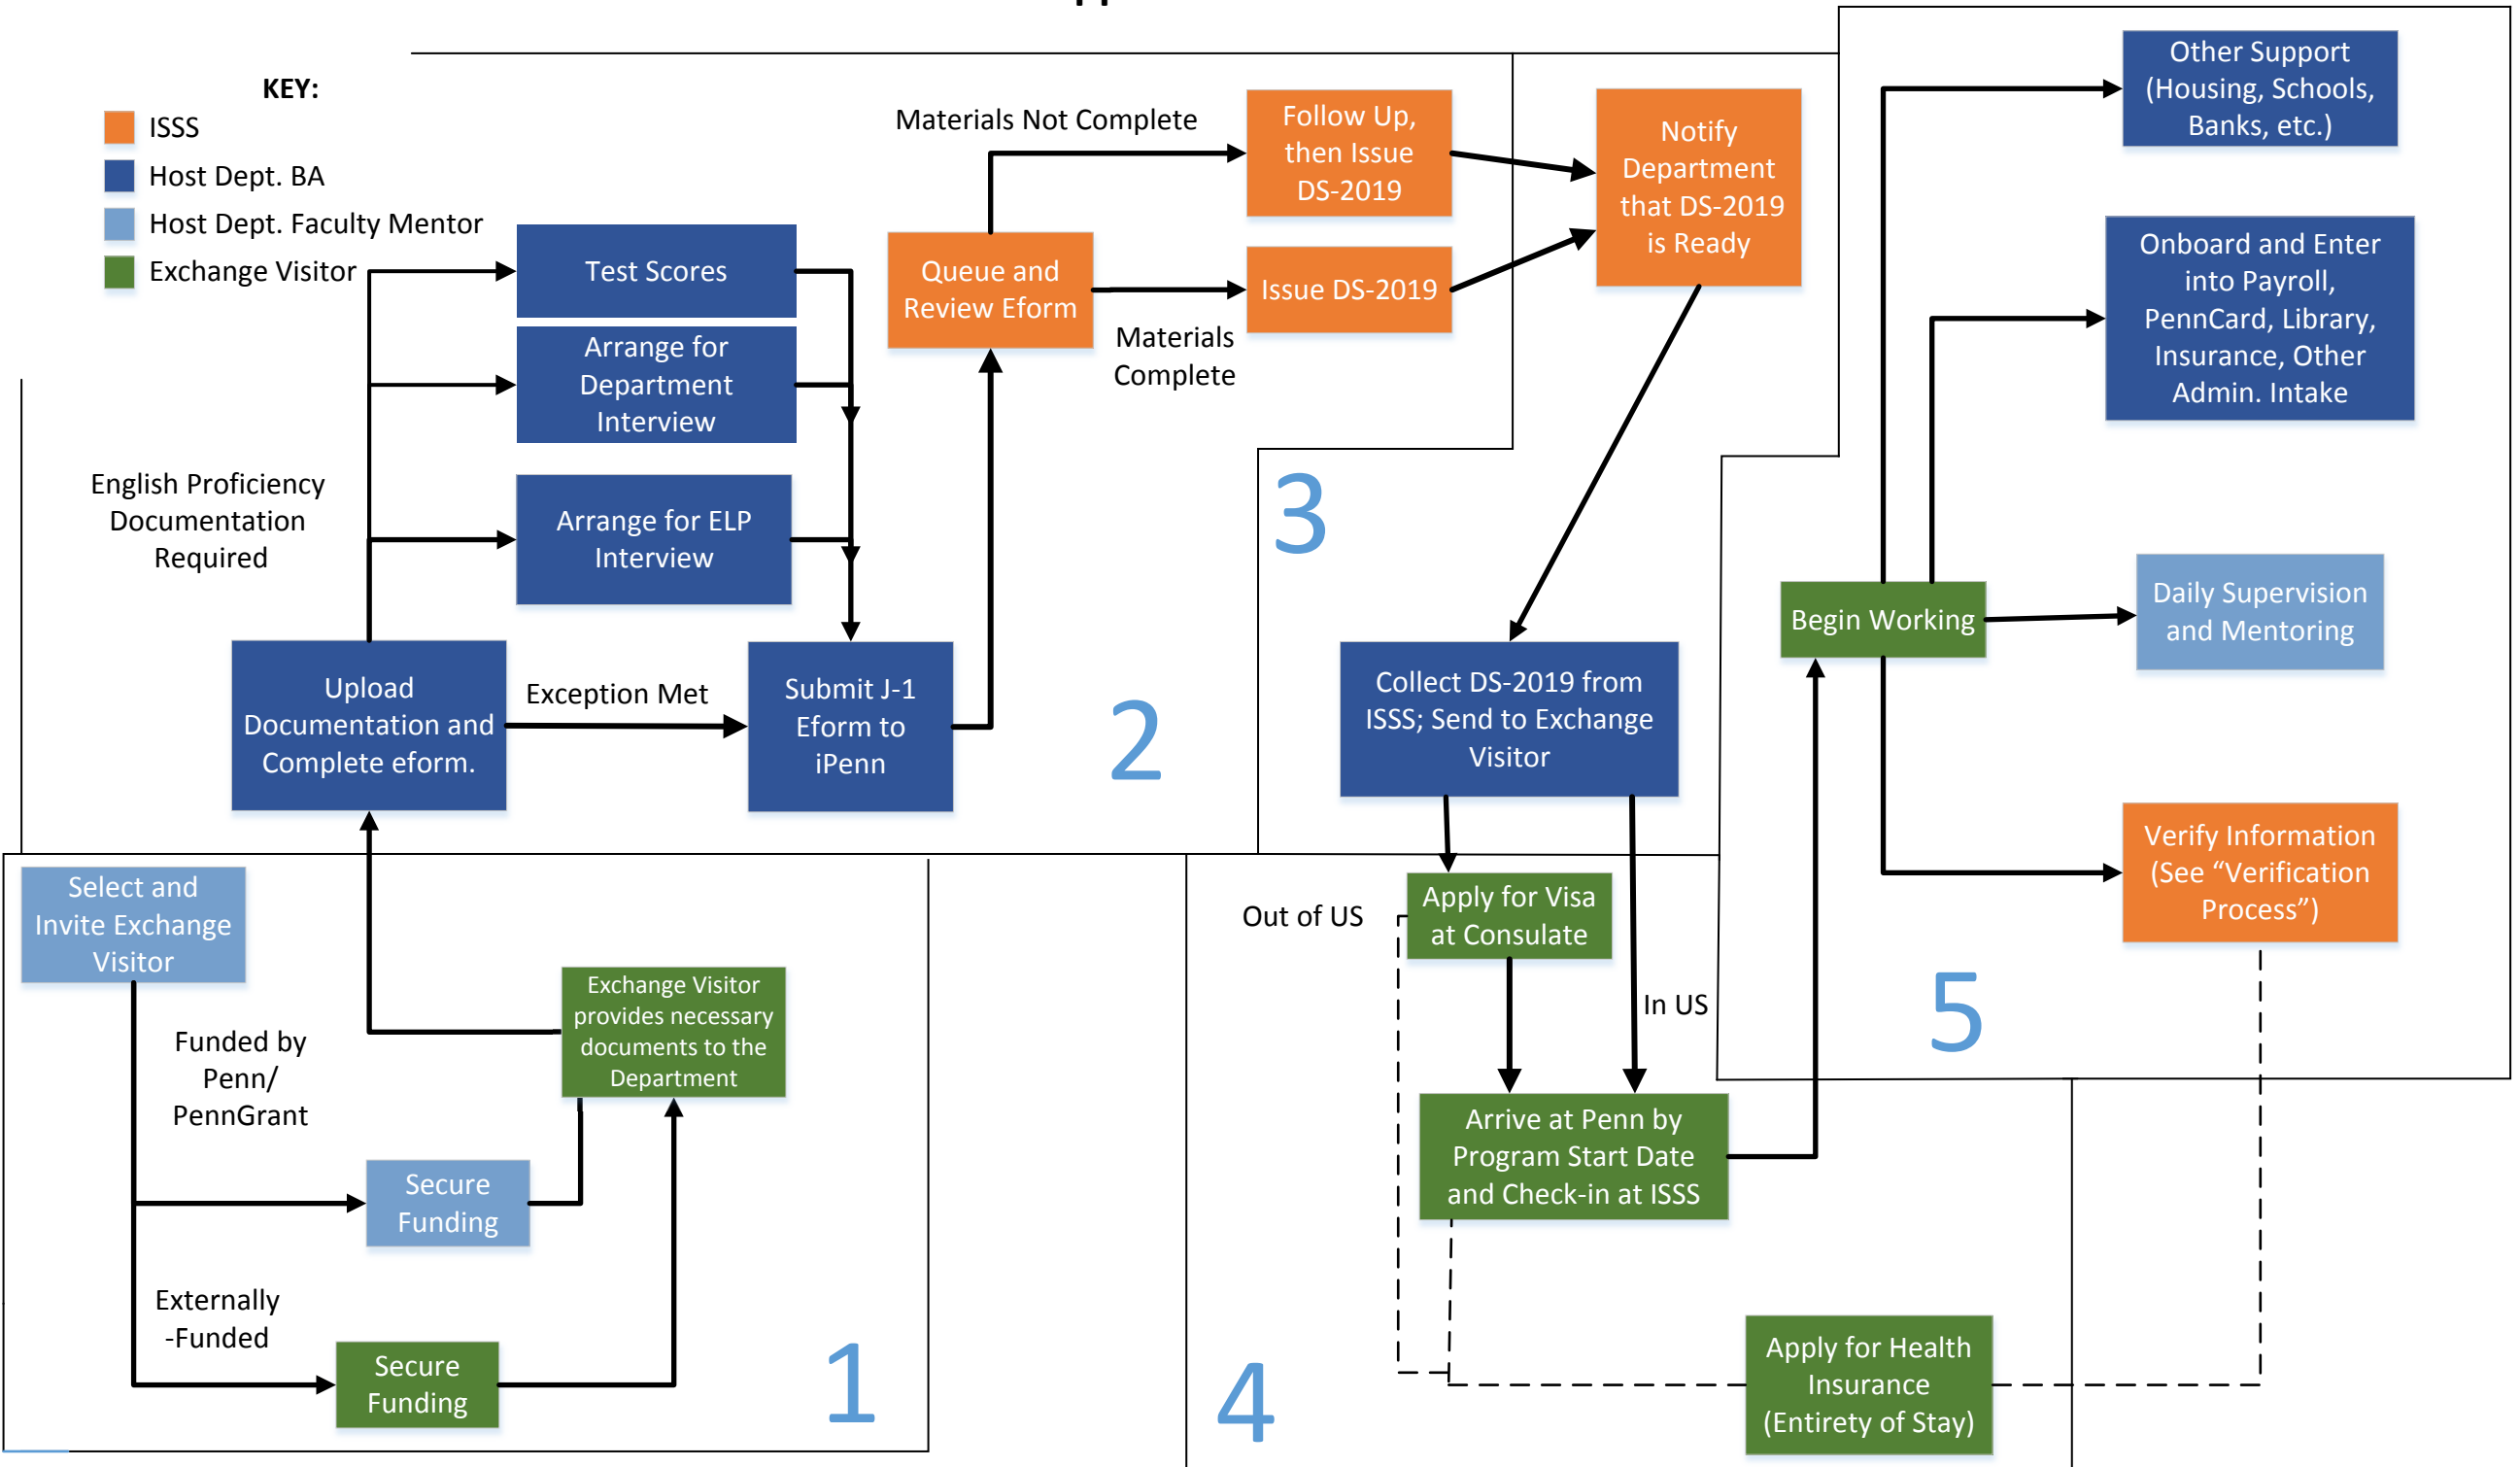 KEY:
ISSS
Host Dept. BA
Host Dept. Faculty Mentor
Exchange Visitor
Select and
Invite Exchange
Visitor
Funded by
Penn/
PennGrant
Secure
Funding
Externally
-Funded
Secure
Funding
Exchange Visitor
provides necessary
documents to the
Department
1
Upload
Documentation and
Complete eform.
English Proficiency
Documentation
Required
Test Scores
Arrange for
Department
Interview
Arrange for ELP
Interview
Exception Met
Submit J-1
Eform to
iPenn
2
Queue and
Review Eform
Materials Not Complete
Follow Up,
then Issue
DS-2019
Materials
Complete
Issue DS-2019
3
Notify
Department
that DS-2019
is Ready
Collect DS-2019 from
ISSS; Send to Exchange
Visitor
Out of US
Apply for Visa
at Consulate
In US
Arrive at Penn by
Program Start Date
and Check-in at ISSS
Apply for Health
Insurance
(Entirety of Stay)
4
Begin Working
Other Support
(Housing, Schools,
Banks, etc.)
Onboard and Enter
into Payroll,
PennCard, Library,
Insurance, Other
Admin. Intake
Daily Supervision
and Mentoring
Verify Information
(See “Verification
Process”)
5